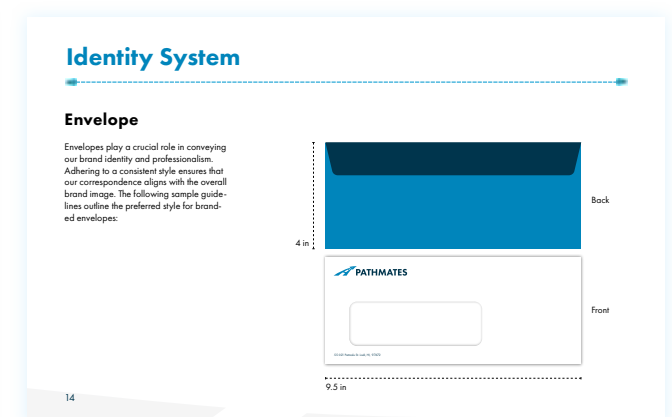 Identity System
Envelope
Envelopes play a crucial role in conveying
our brand identity and professionalism.
Adhering to a consistent style ensures that
our correspondence aligns with the overall
brand image. The following sample guide-
lines outline the preferred style for brand-
ed envelopes:
Back
4 in
PATHMATES
Front
9.5 in
14